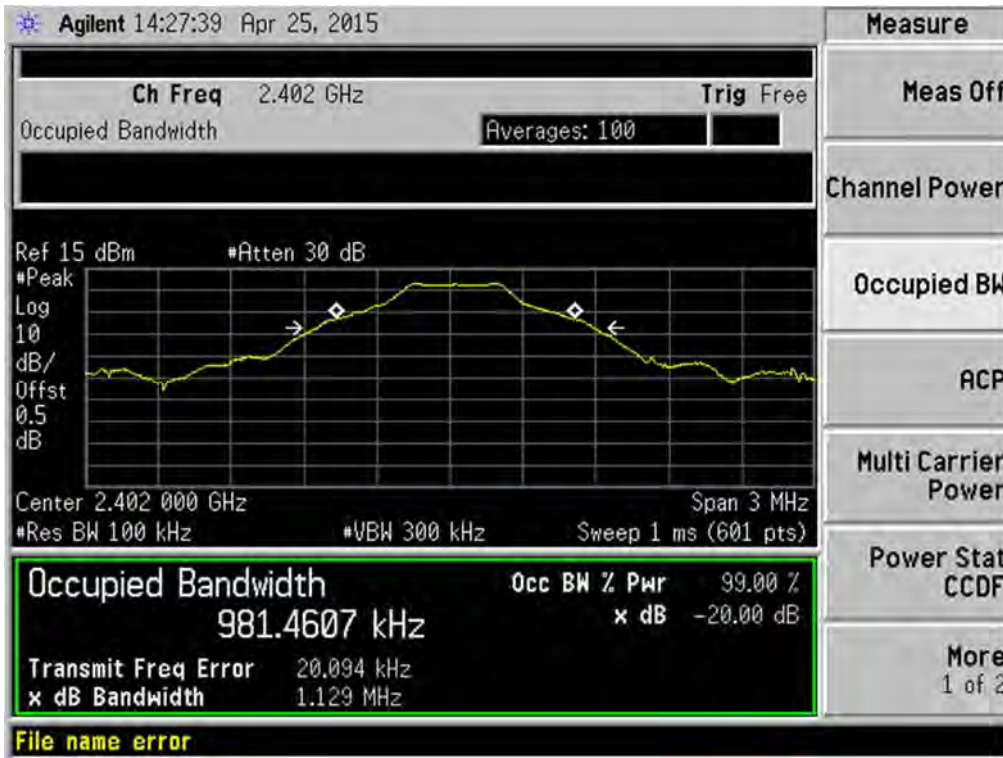 Agilent 14:27:39 Apr 25, 2015
Measure
Ch Freq 2.402 GHz
Trig Free
Occupied Bandwidth
Averages: 100
Ref 15 dBm
#Atten 30 dB
#Peak
Log
10
dB/
Offst
0.5
dB
Center 2.402 000 GHz
Span 3 MHz
#Res BW 100 kHz
#VBW 300 kHz
Sweep 1 ms (601 pts)
Occupied Bandwidth
981.4607 kHz
Occ BW % Pwr 99.00 %
x dB -20.00 dB
Transmit Freq Error 20.094 kHz
x dB Bandwidth 1.129 MHz
File name error
Meas Off
Channel Power
Occupied BW
ACP
Multi Carrier
Power
Power Stat
CCDF
More
1 of 2